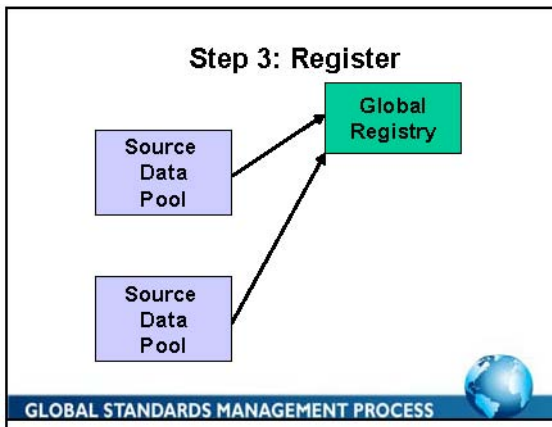 Step 3: Register
Global
Registry
Source
Data
Pool
Source
Data
Pool
GLOBAL STANDARDS MANAGEMENT PROCESS